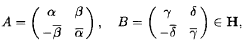 $A = \begin{pmatrix} \alpha & \beta \\ -\overline{\beta} & \overline{\alpha} \end{pmatrix}, \quad B = \begin{pmatrix} \gamma & \delta \\ -\overline{\delta} & \overline{\gamma} \end{pmatrix} \in \mathbf{H},$